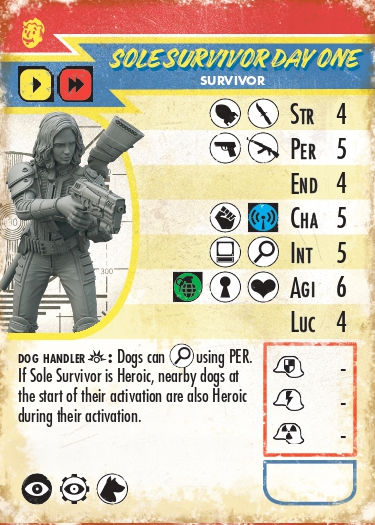 SOLE SURVIVOR DAY ONE
SURVIVOR
STR 4
PER 5
END 4
CHA 5
INT 5
AGI 6
LUC 4
300
DOG HANDLER : Dogs can using PER.
If Sole Survivor is Heroic, nearby dogs at
the start of their activation are also Heroic
during their activation.
-
-
-